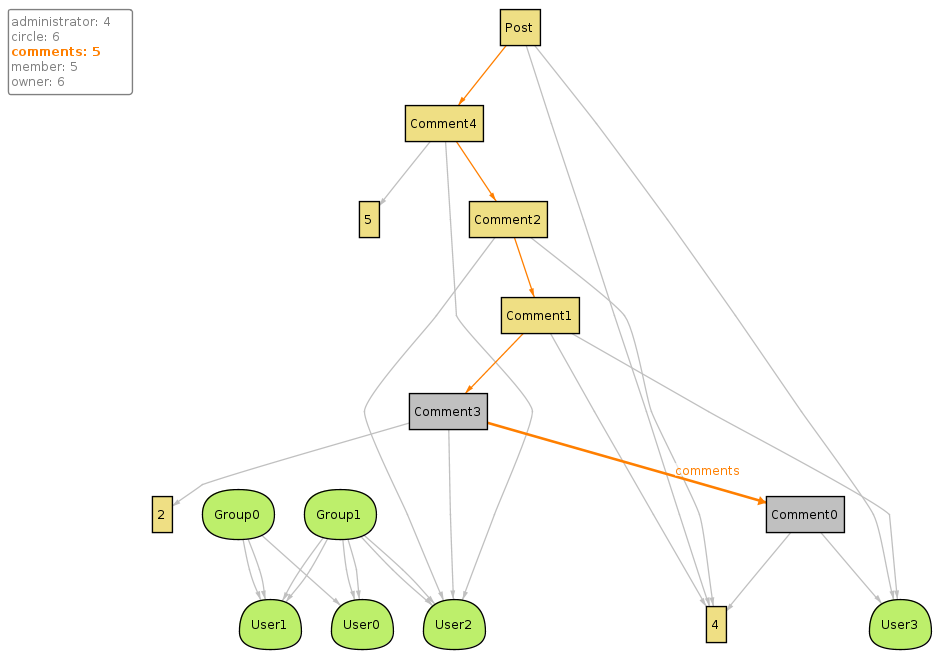 administrator: 4
circle: 6
comments: 5
member: 5
owner: 6
Post
Comment4
5
Comment2
Comment1
Comment3
comments
2
Group0
Group1
Comment0
User1
User0
User2
4
User3